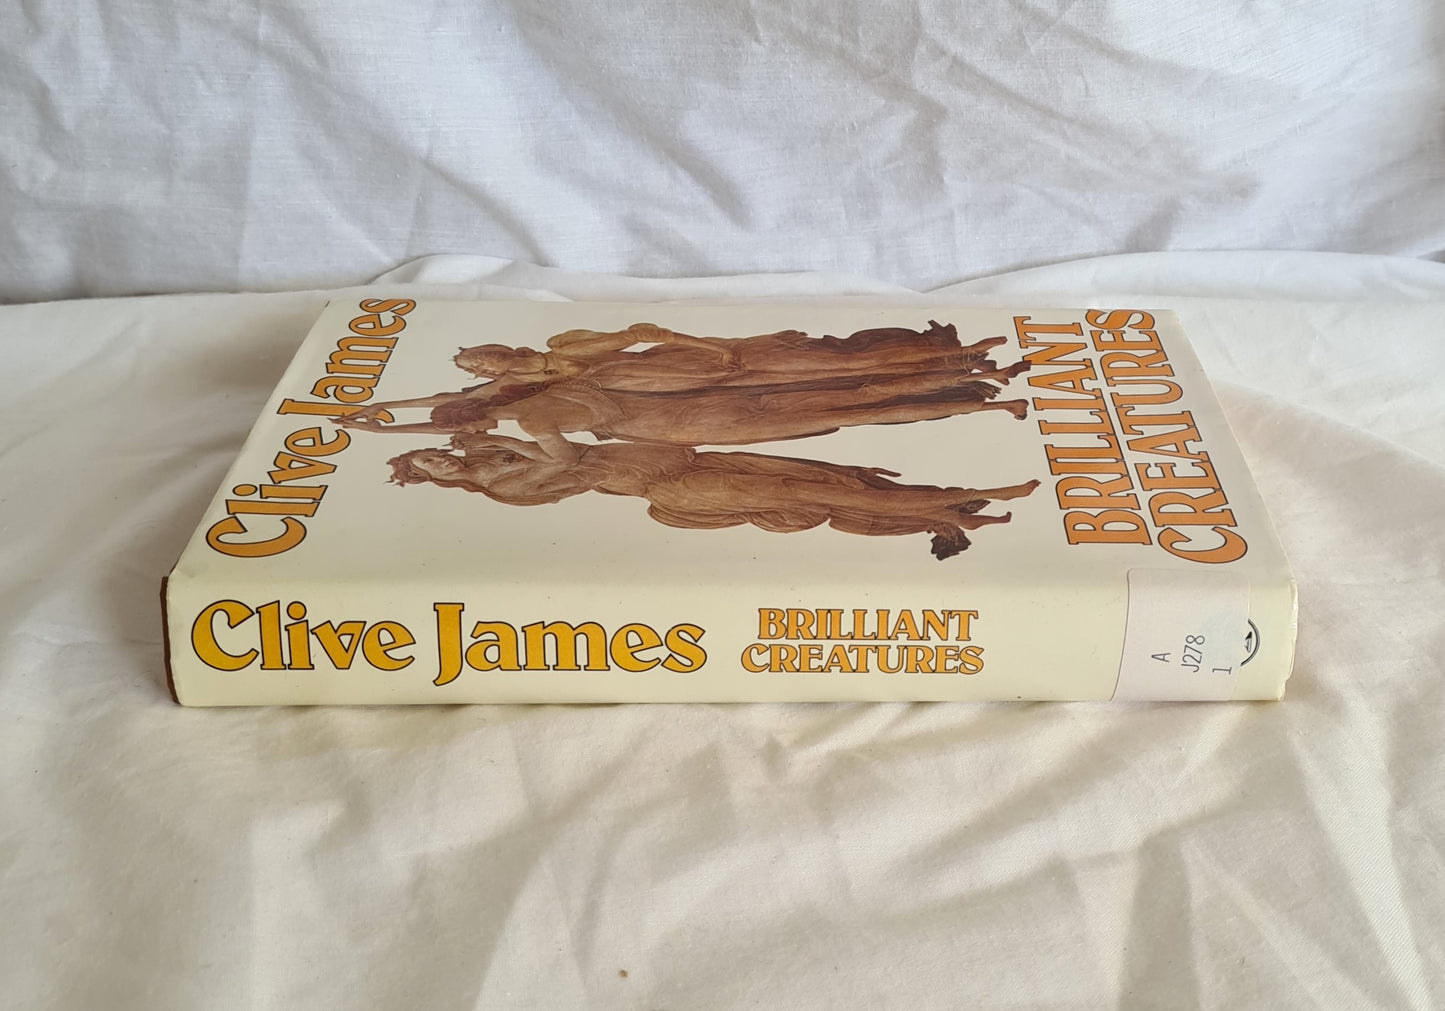 Clive James
BRILLIANT
CREATURES
Clive James
BRILLIANT
CREATURES
A
J278
1